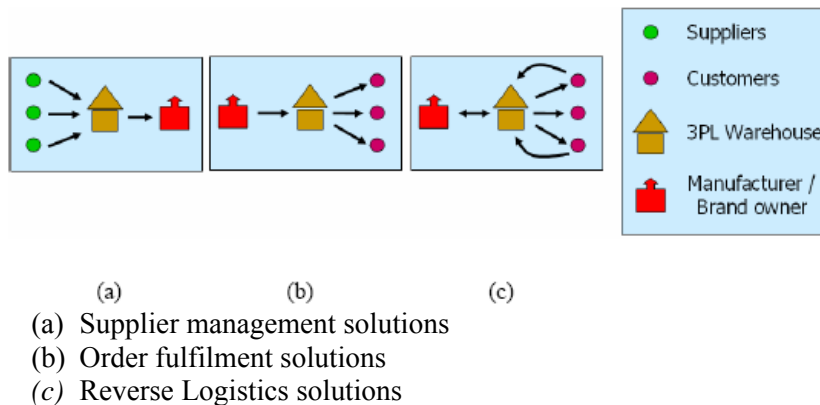 Suppliers
Customers
3PL Warehouse
Manufacturer /
Brand owner
(a) (b) (c)
(a) Supplier management solutions
(b) Order fulfilment solutions
(c) Reverse Logistics solutions